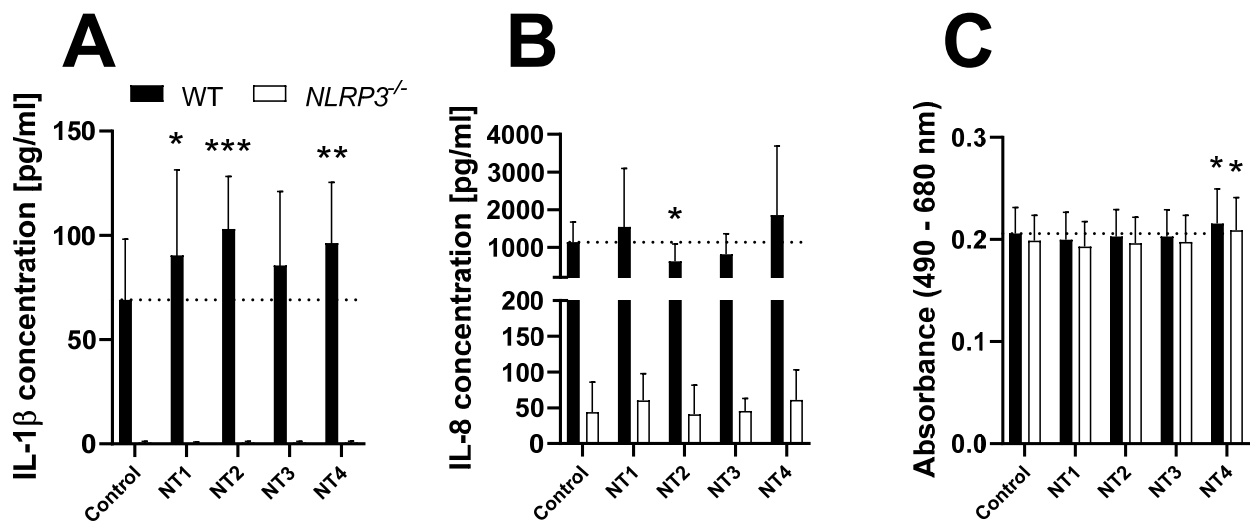 A
WT
NLRP3-/-
IL-1β concentration [pg/ml]
150
100
50
0
*
***
**
Control
NT1
NT2
NT3
NT4
B
IL-8 concentration [pg/ml]
4000
3000
2000
1000
200
150
100
50
0
*
Control
NT1
NT2
NT3
NT4
C
Absorbance (490 - 680 nm)
0.3
0.2
0.1
0.0
*
*
Control
NT1
NT2
NT3
NT4